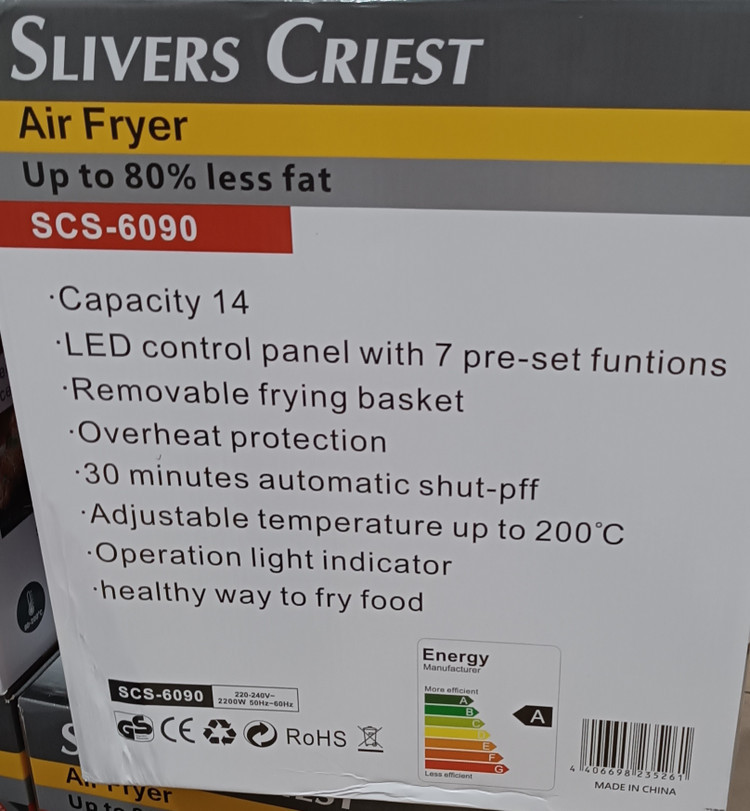 SLIVERS CRIEST
Air Fryer
Up to 80% less fat
SCS-6090
·Capacity 14
·LED control panel with 7 pre-set funtions
·Removable frying basket
·Overheat protection
·30 minutes automatic shut-pff
·Adjustable temperature up to 200°C
·Operation light indicator
·healthy way to fry food
Energy
Manufacturer
More efficient
A
B
C
D
E
F
G
Less efficient
A
SCS-6090
220-240V~
2200W 50Hz-60Hz
GS CE RoHS
4 406698 235261
MADE IN CHINA